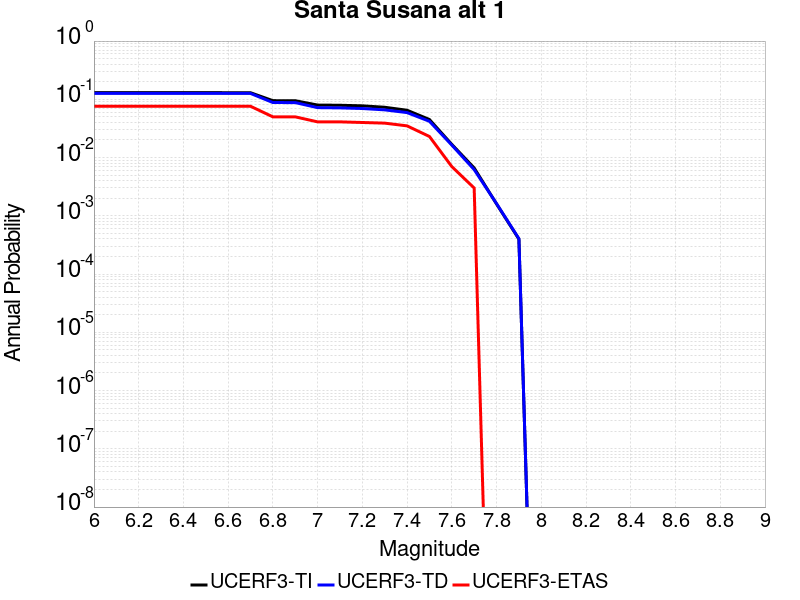 Santa Susana alt 1
10^0
10^-1
10^-2
10^-3
10^-4
10^-5
10^-6
10^-7
10^-8
Annual Probability
6 6.2 6.4 6.6 6.8 7 7.2 7.4 7.6 7.8 8 8.2 8.4 8.6 8.8 9
Magnitude
UCERF3-TI UCERF3-TD UCERF3-ETAS